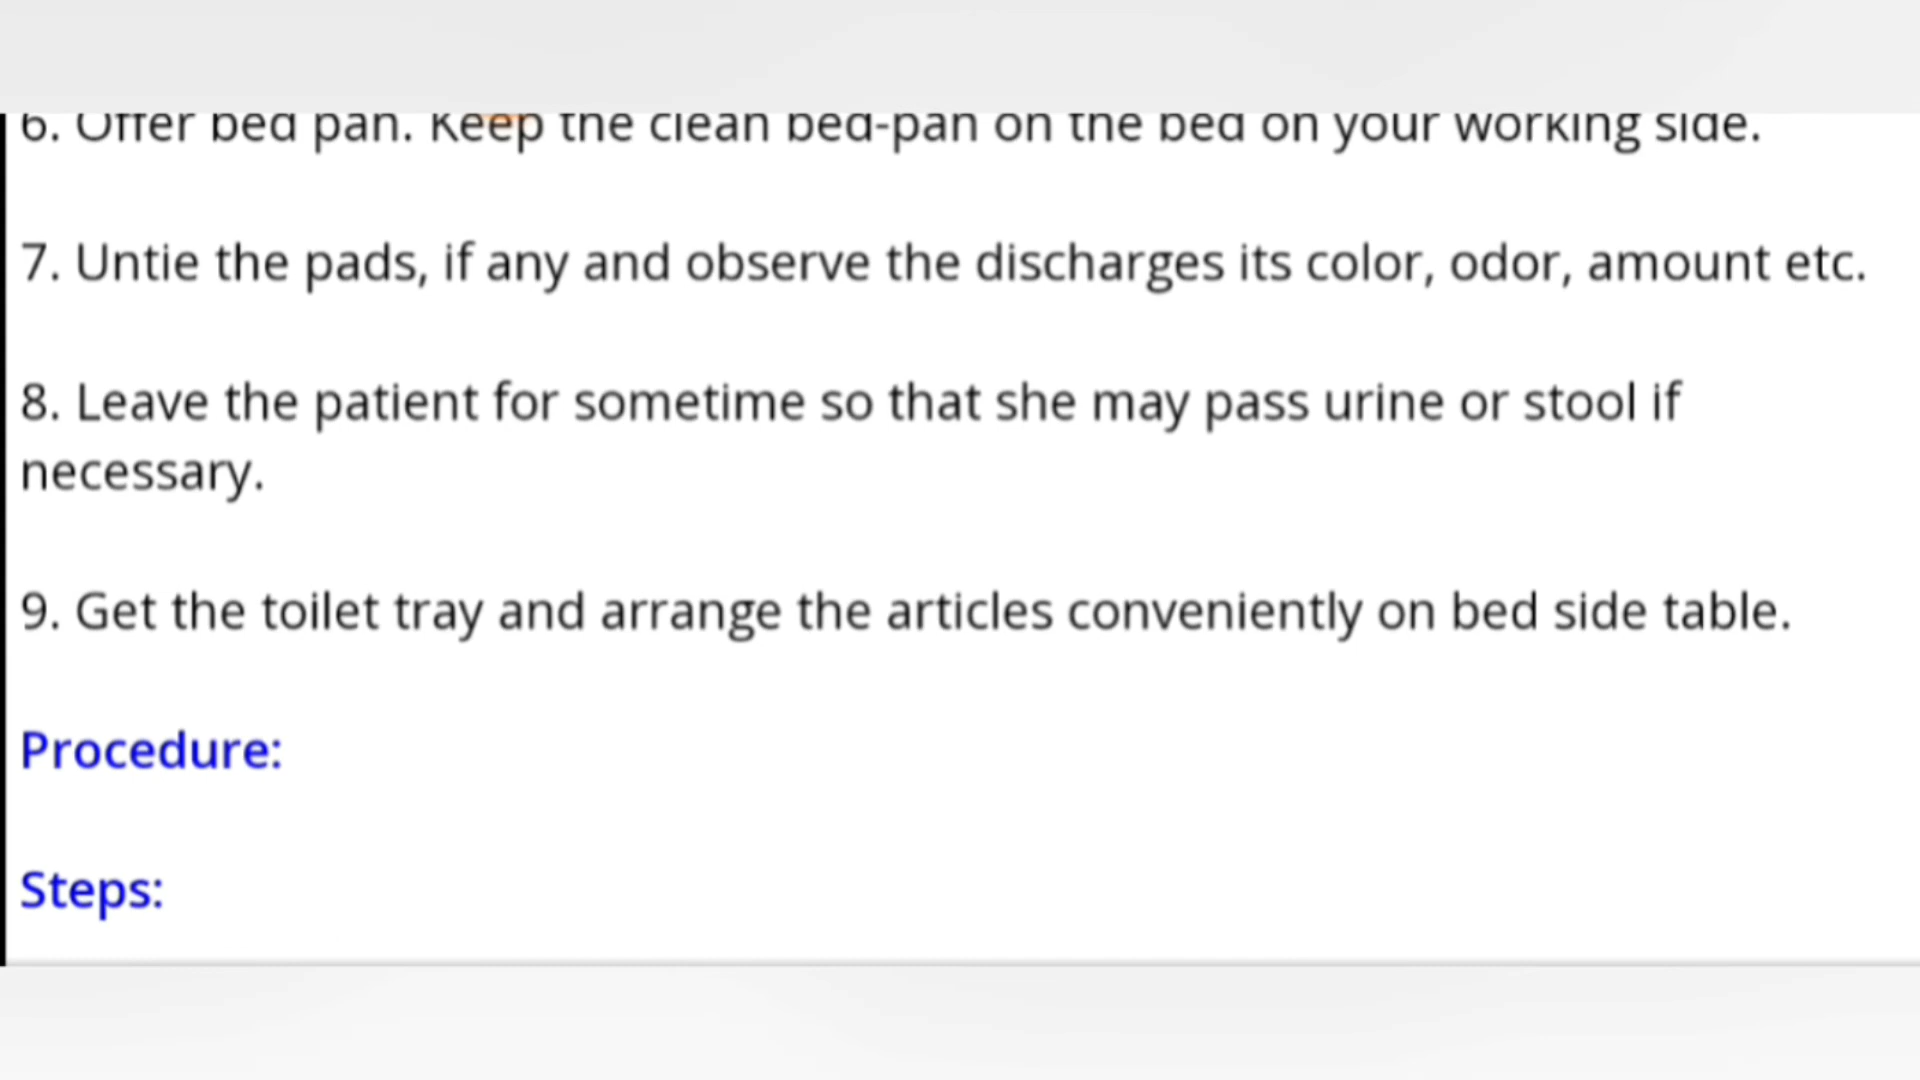 6. Offer bed pan. Keep the clean bed-pan on the bed on your working side.
7. Untie the pads, if any and observe the discharges its color, odor, amount etc.
8. Leave the patient for sometime so that she may pass urine or stool if
necessary.
9. Get the toilet tray and arrange the articles conveniently on bed side table.
Procedure:
Steps: